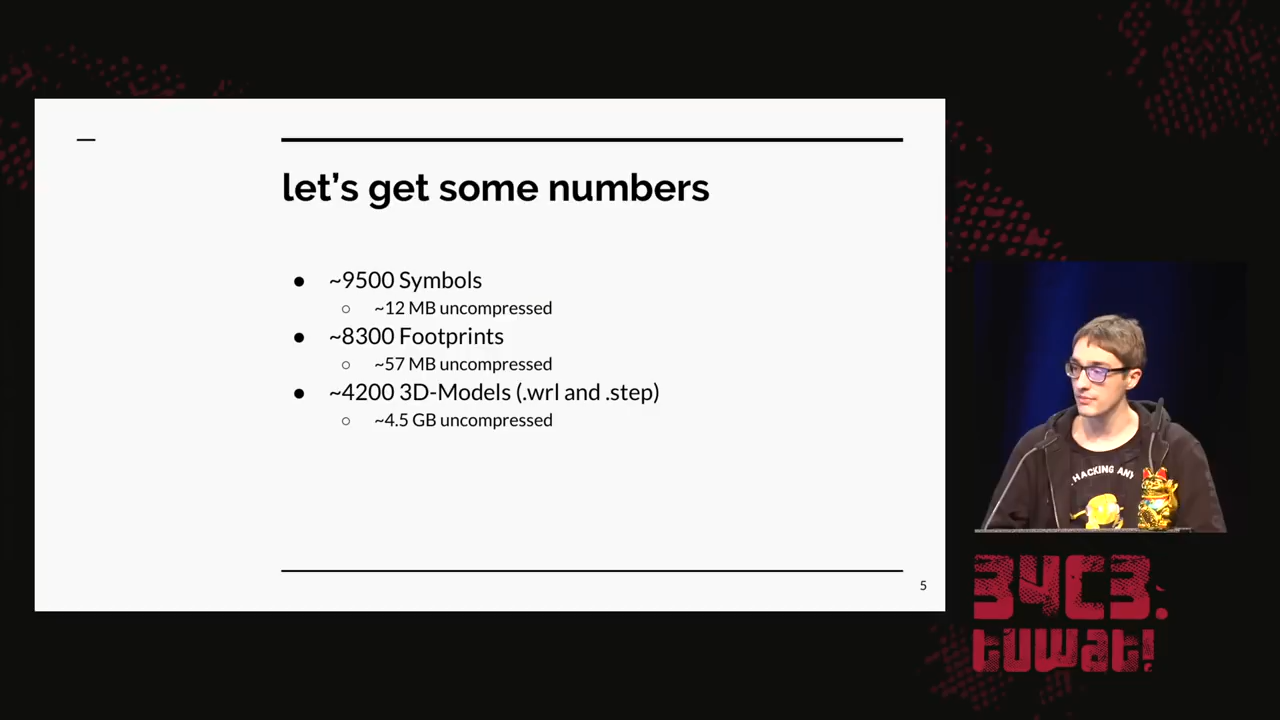 let's get some numbers
● ~9500 Symbols
○ ~12 MB uncompressed
● ~8300 Footprints
○ ~57 MB uncompressed
● ~4200 3D-Models (.wrl and .step)
○ ~4.5 GB uncompressed
5
HACKING ANY
34C3.
tuwat!